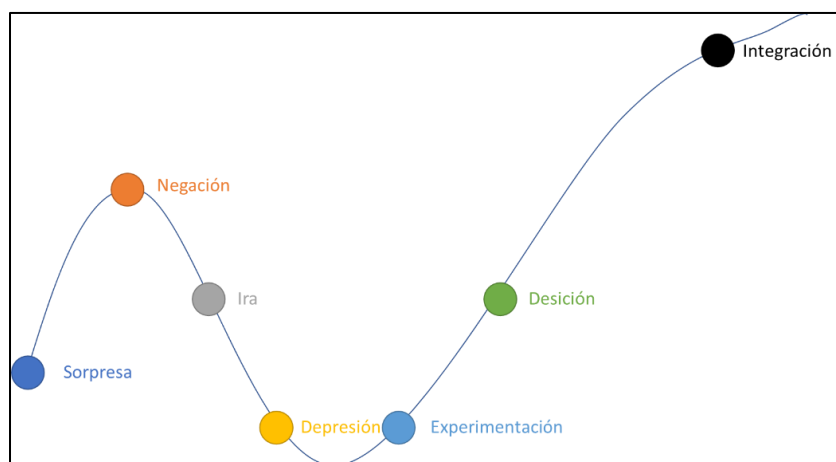 Integración
Negación
Ira
Desición
Sorpresa
Depresión
Experimentación